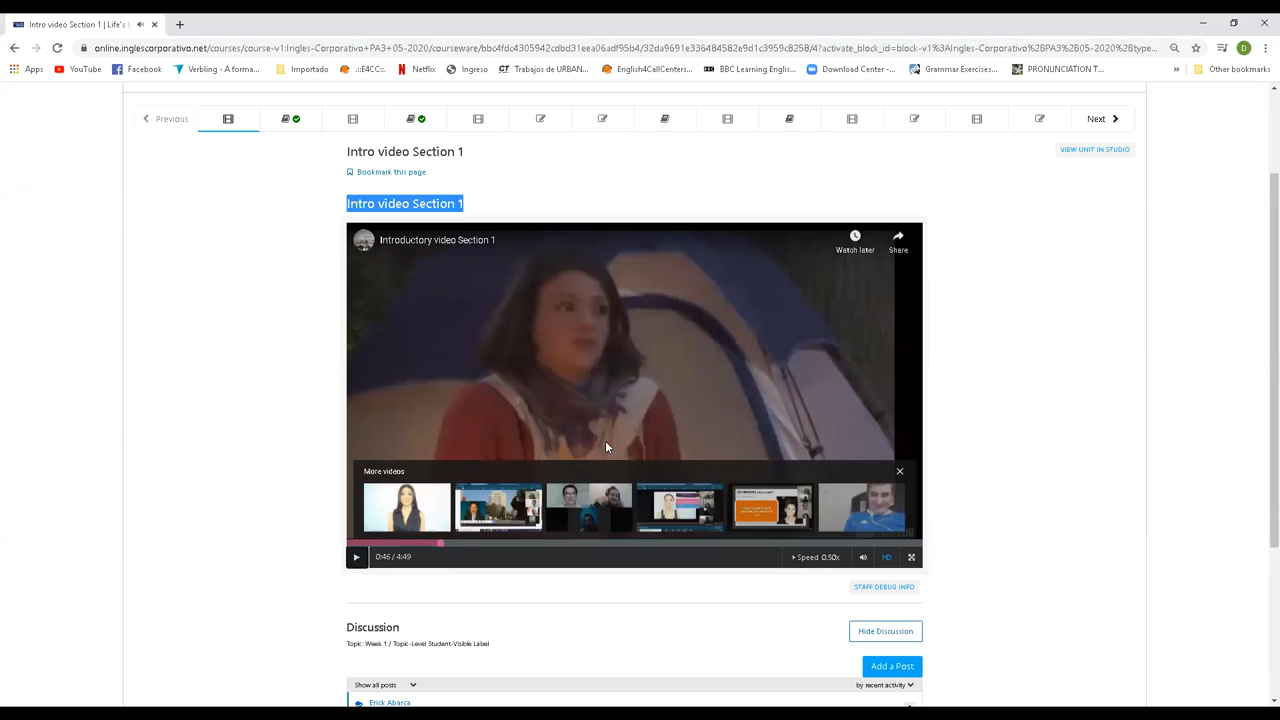 Intro video Section 1 | Life's
online.inglescorporativo.net/courses/course-v1:Ingles-Corporativo+PA3+05-2020/courseware/bbc4fdc4305942cdbd31eea06adf95b4/32da9691e336484582e9d1c3959c8258/4?activate_block_id=block-v1%3AIngles-Corporativo%2BPA3%2B05-2020%2Btype...
Apps YouTube Facebook Verbling - A forma... Importado .::E4CC::. Netflix Ingreso Trabajos de URBAN... English4CallCenters... BBC Learning Englis... Download Center -... Grammar Exercises... PRONUNCIATION T... » Other bookmarks
Previous Next
Intro video Section 1
VIEW UNIT IN STUDIO
Bookmark this page
Intro video Section 1
Introductory video Section 1
Watch later Share
More videos
0:46 / 4:49 Speed 0.50x HD
STAFF DEBUG INFO
Discussion
Hide Discussion
Topic: Week 1 / Topic-Level Student-Visible Label
Add a Post
Show all posts by recent activity
Erick Abarca